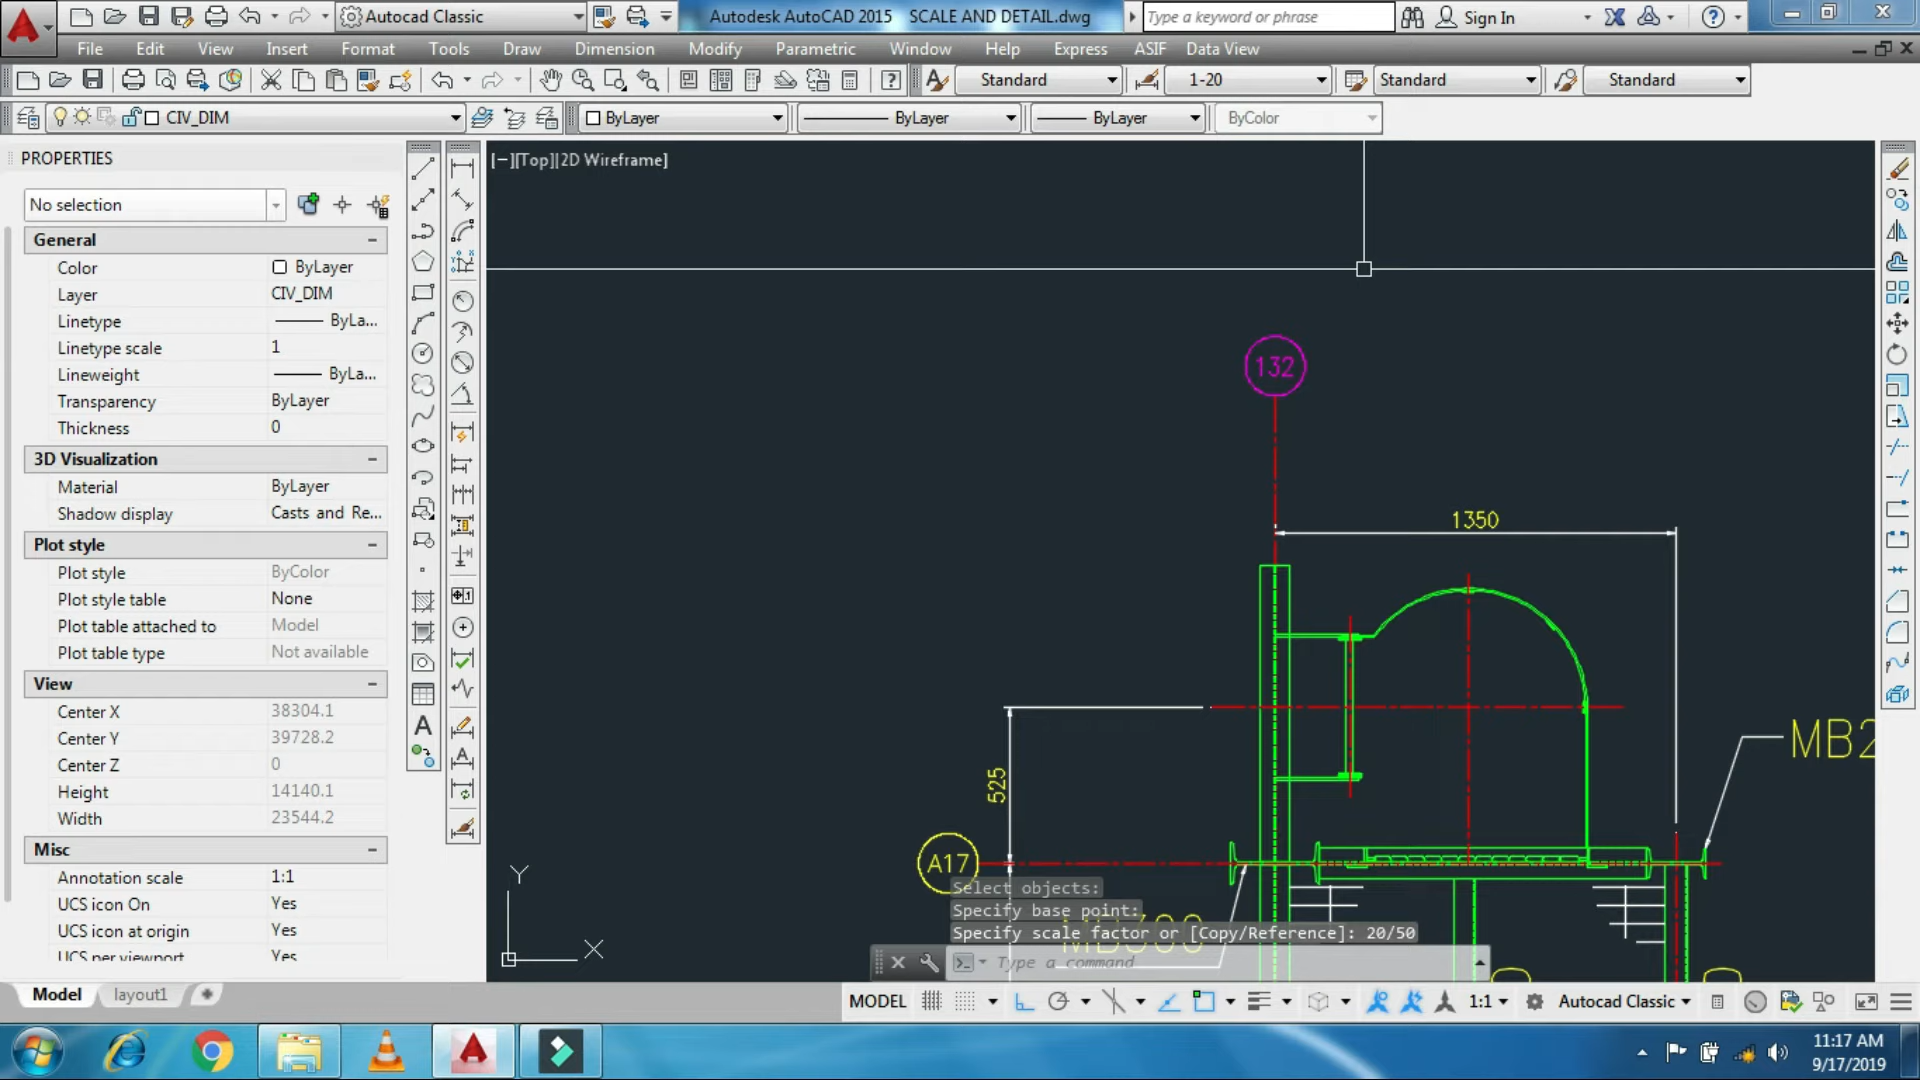 Autocad Classic
Autodesk AutoCAD 2015 SCALE AND DETAIL.dwg
Type a keyword or phrase
Sign In
File Edit View Insert Format Tools Draw Dimension Modify Parametric Window Help Express ASIF Data View
Standard 1-20 Standard Standard
CIV_DIM ByLayer ByLayer ByLayer ByColor
PROPERTIES
No selection
General
Color ByLayer
Layer CIV_DIM
Linetype ByLa...
Linetype scale 1
Lineweight ByLa...
Transparency ByLayer
Thickness 0
3D Visualization
Material ByLayer
Shadow display Casts and Re...
Plot style
Plot style ByColor
Plot style table None
Plot table attached to Model
Plot table type Not available
View
Center X 38304.1
Center Y 39728.2
Center Z 0
Height 14140.1
Width 23544.2
Misc
Annotation scale 1:1
UCS icon On Yes
UCS icon at origin Yes
UCS per viewport Yes
[−][Top][2D Wireframe]
132
1350
525
MB2
A17
MB300
Y
X
Select objects:
Specify base point:
Specify scale factor or [Copy/Reference]: 20/50
Type a command
Model layout1
MODEL 1:1 Autocad Classic
11:17 AM
9/17/2019